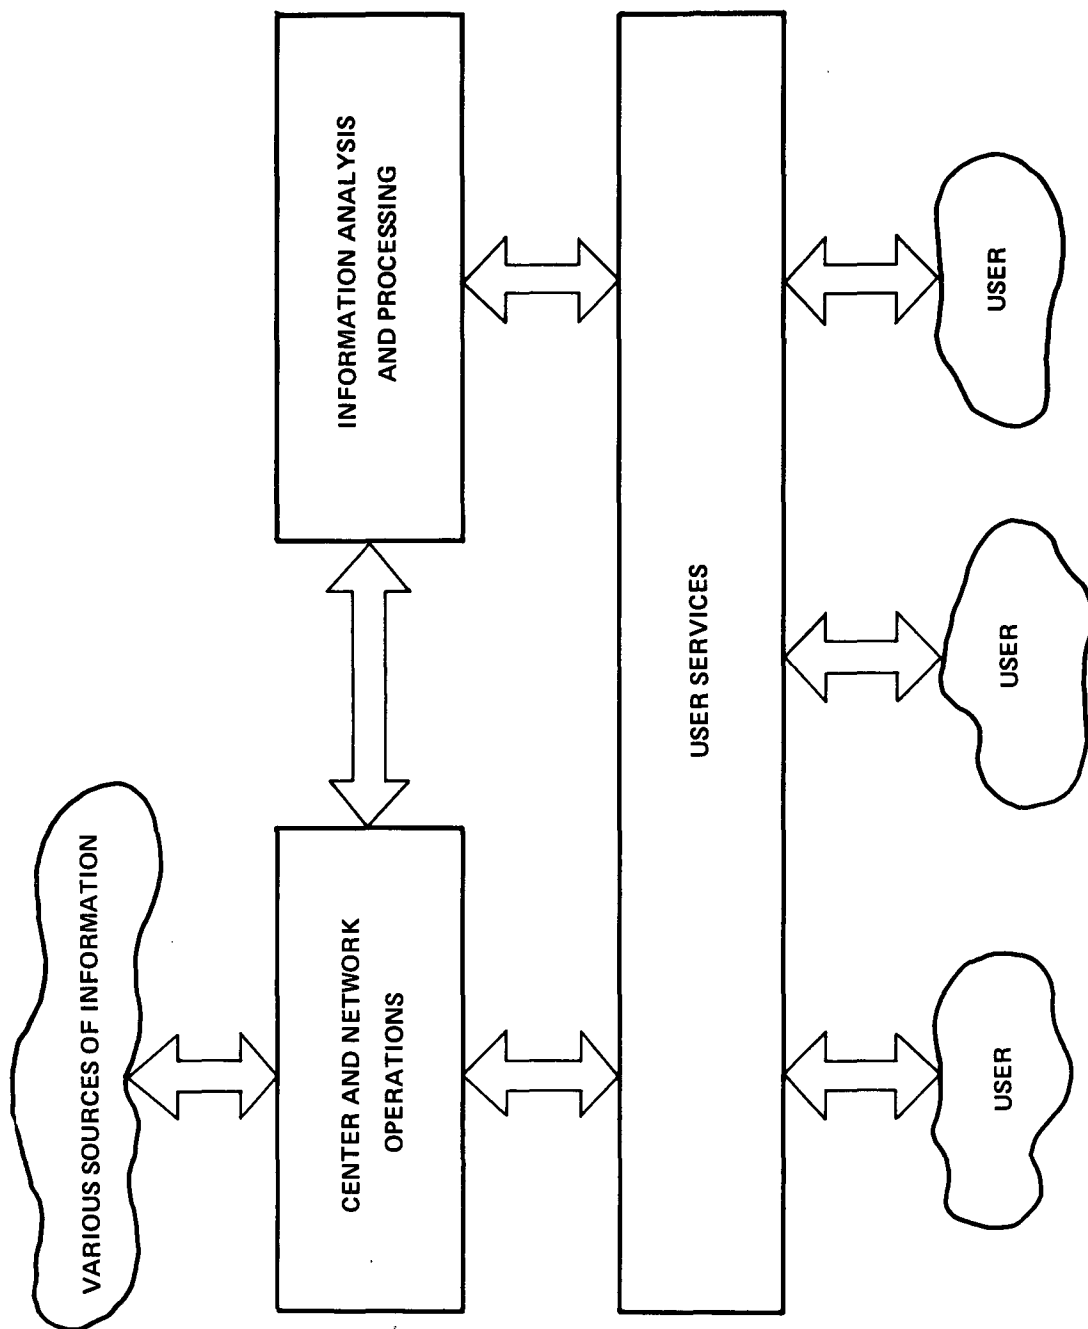 VARIOUS SOURCES OF INFORMATION
CENTER AND NETWORK
OPERATIONS
INFORMATION ANALYSIS
AND PROCESSING
USER SERVICES
USER
USER
USER